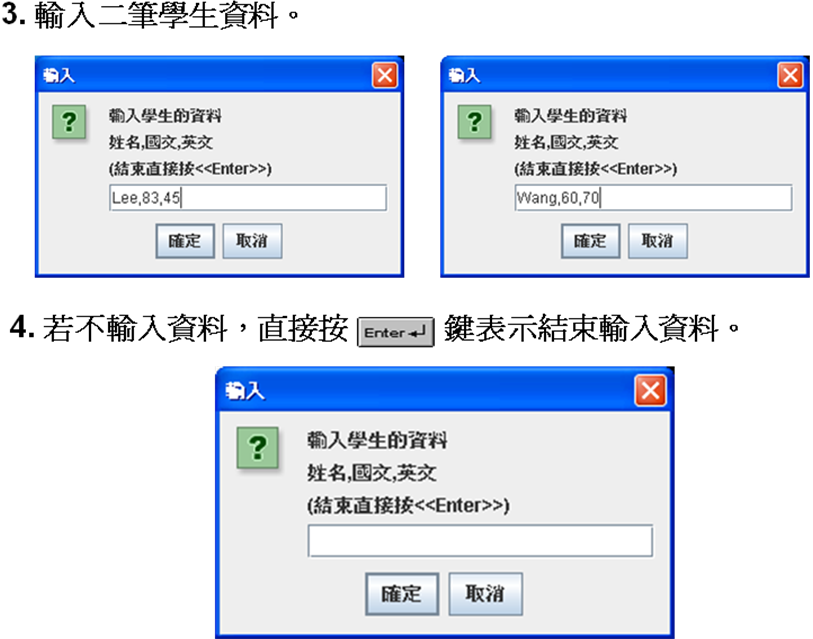 3. 輸入二筆學生資料。
輸入
輸入學生的資料
姓名,國文,英文
(結束直接按<<Enter>>)
Lee,83,45
確定 取消
輸入
輸入學生的資料
姓名,國文,英文
(結束直接按<<Enter>>)
Wang,60,70
確定 取消
4. 若不輸入資料，直接按 Enter 鍵表示結束輸入資料。
輸入
輸入學生的資料
姓名,國文,英文
(結束直接按<<Enter>>)
確定 取消